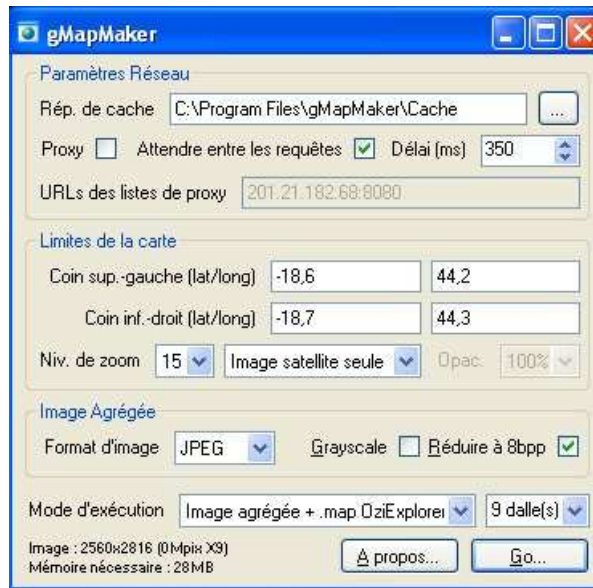 gMapMaker
Paramètres Réseau
Rép. de cache C:\Program Files\gMapMaker\Cache ...
Proxy Attendre entre les requêtes Délai (ms) 350
URLs des listes de proxy 201.21.182.68:8080
Limites de la carte
Coin sup.-gauche (lat/long) -18,6 44,2
Coin inf.-droit (lat/long) -18,7 44,3
Niv. de zoom 15 Image satellite seule Opac. 100%
Image Agrégée
Format d'image JPEG Grayscale Réduire à 8bpp
Mode d'exécution Image agrégée + .map OziExplorer 9 dalle(s)
Image : 2560x2816 (0Mpix X9)
Mémoire nécessaire : 28MB
A propos... Go...